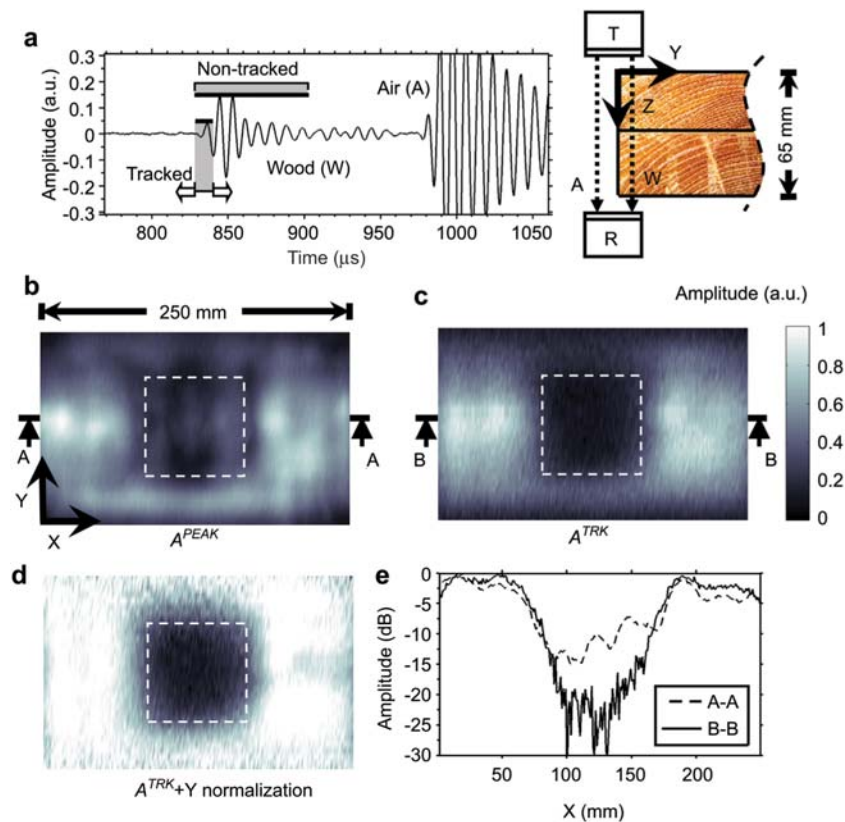 a
Amplitude (a.u.)
0.3
0.2
0.1
0
-0.1
-0.2
-0.3
Non-tracked
Air (A)
Tracked
Wood (W)
800
850
900
950
1000
1050
Time (μs)
T
Y
Z
A
W
R
65 mm
b
250 mm
A
A
Y
X
A^PEAK
c
B
B
A^TRK
Amplitude (a.u.)
1
0.8
0.6
0.4
0.2
0
d
A^TRK+Y normalization
e
Amplitude (dB)
0
-5
-10
-15
-20
-25
-30
A-A
B-B
50
100
150
200
X (mm)